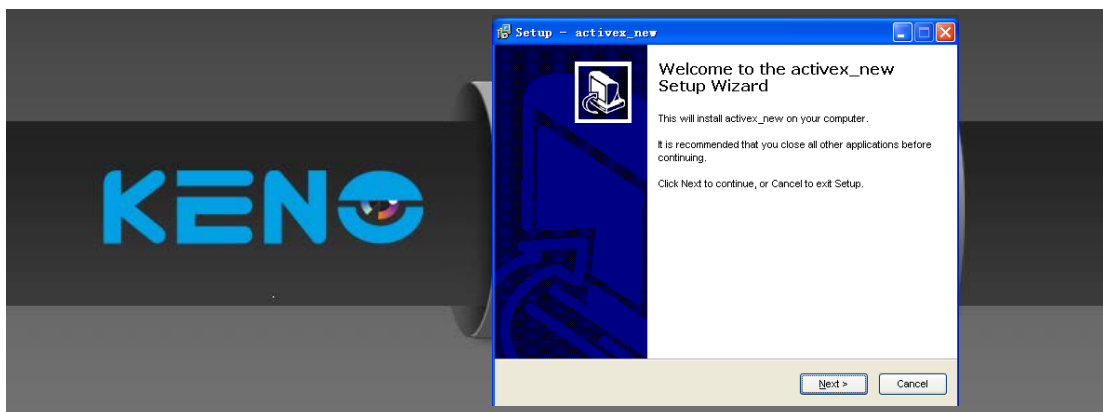 KENO
Setup - activex_new
Welcome to the activex_new
Setup Wizard
This will install activex_new on your computer.
It is recommended that you close all other applications before
continuing.
Click Next to continue, or Cancel to exit Setup.
Next >
Cancel